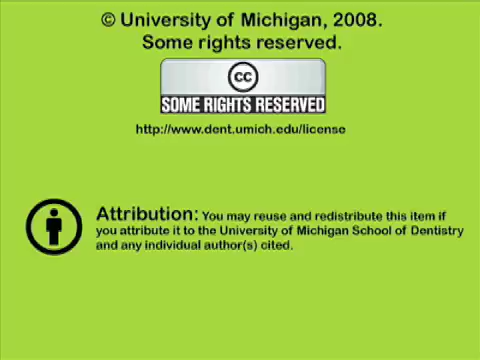 © University of Michigan, 2008.
Some rights reserved.
cc
SOME RIGHTS RESERVED
http://www.dent.umich.edu/license
Attribution: You may reuse and redistribute this item if
you attribute it to the University of Michigan School of Dentistry
and any individual author(s) cited.